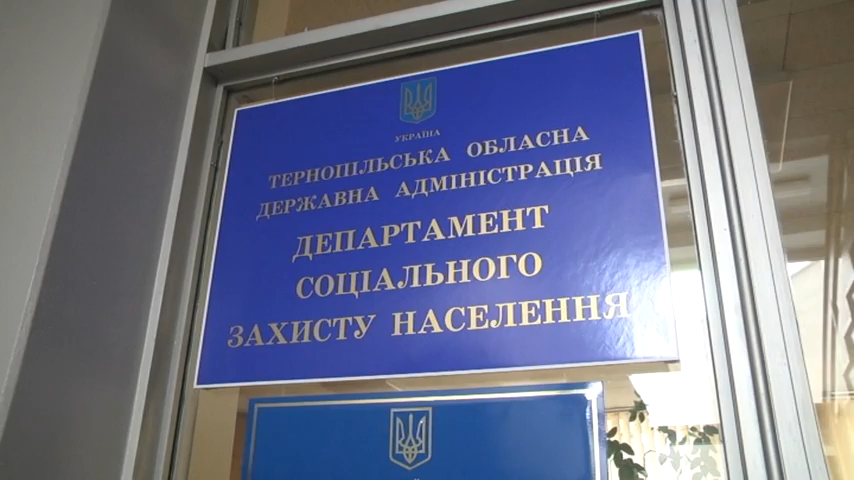 УКРАЇНА
ТЕРНОПІЛЬСЬКА ОБЛАСНА
ДЕРЖАВНА АДМІНІСТРАЦІЯ
ДЕПАРТАМЕНТ
СОЦІАЛЬНОГО
ЗАХИСТУ НАСЕЛЕННЯ